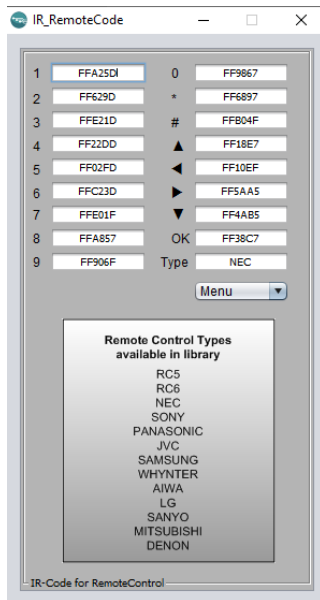 IR_RemoteCode
1 FFA25D 0 FF9867
2 FF629D * FF6897
3 FFE21D # FFB04F
4 FF22DD ▲ FF18E7
5 FF02FD ◀ FF10EF
6 FFC23D ▶ FF5AA5
7 FFE01F ▼ FF4AB5
8 FFA857 OK FF38C7
9 FF906F Type NEC
Menu
Remote Control Types
available in library
RC5
RC6
NEC
SONY
PANASONIC
JVC
SAMSUNG
WHYNTER
AIWA
LG
SANYO
MITSUBISHI
DENON
IR-Code for RemoteControl